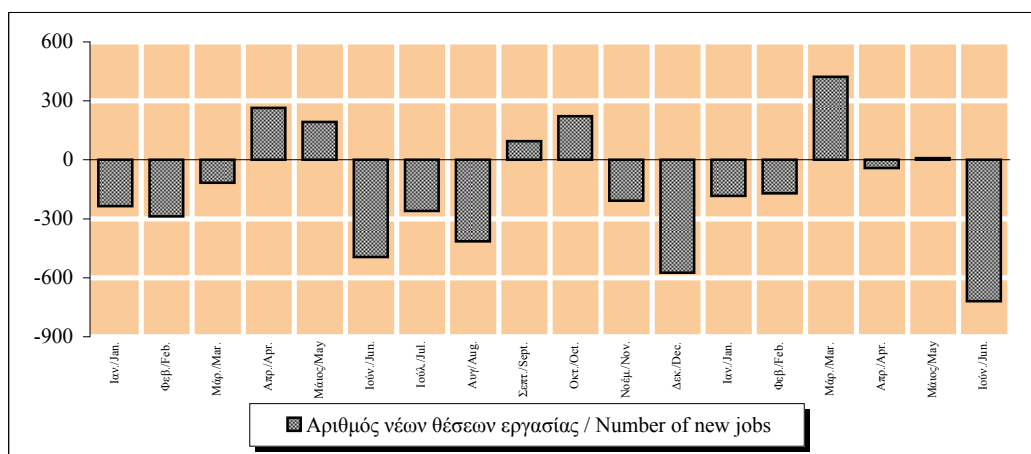 600
300
0
-300
-600
-900
Ιαν./Jan.
Φεβ./Feb.
Μάρ./Mar.
Απρ./Apr.
Μάιος/May
Ιούν./Jun.
Ιούλ./Jul.
Αυγ/Aug.
Σεπτ./Sept.
Οκτ./Oct.
Νοέμ./Nov.
Δεκ./Dec.
Ιαν./Jan.
Φεβ./Feb.
Μάρ./Mar.
Απρ./Apr.
Μάιος/May
Ιούν./Jun.
Αριθμός νέων θέσεων εργασίας / Number of new jobs